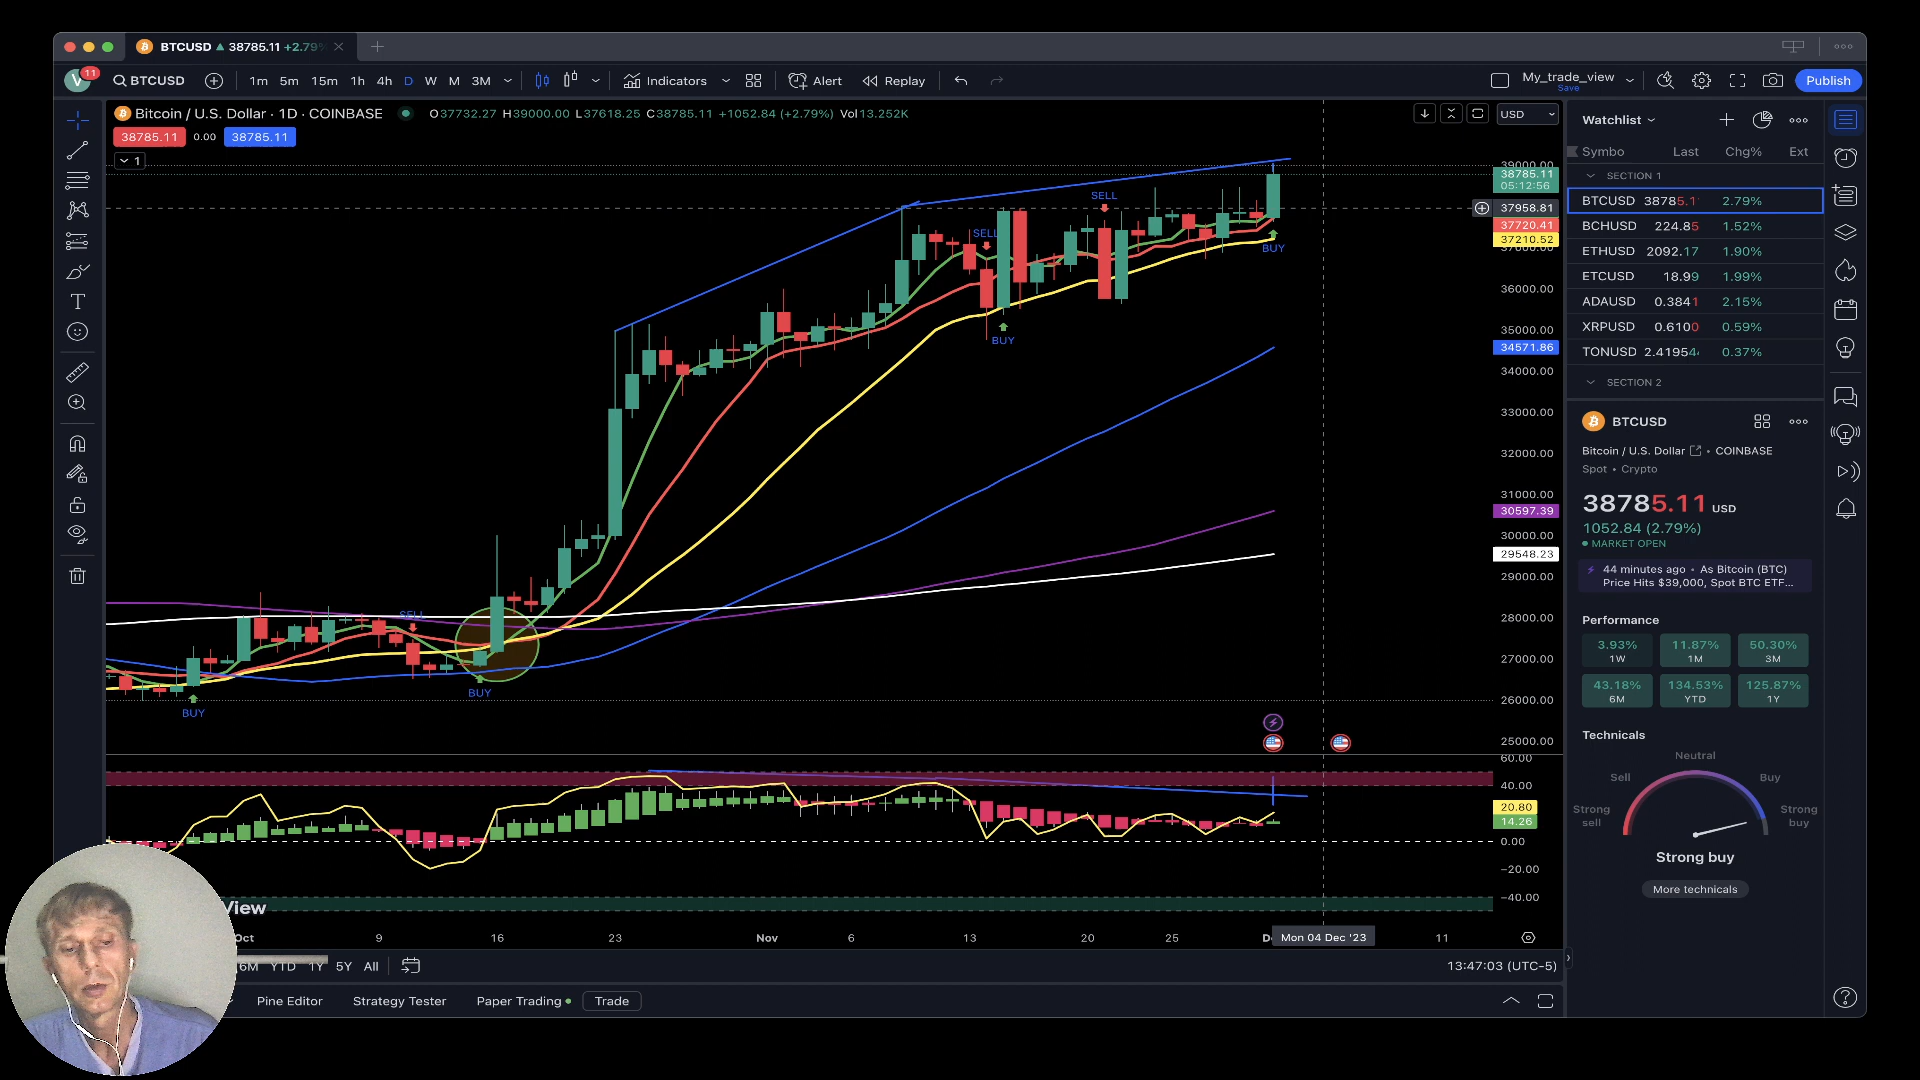 BTCUSD ▲ 38785.11 +2.79%
11
V
BTCUSD
1m 5m 15m 1h 4h D W M 3M
Indicators
Alert
Replay
My_trade_view
Save
Publish
Bitcoin / U.S. Dollar · 1D · COINBASE
O37732.27 H39000.00 L37618.25 C38785.11 +1052.84 (+2.79%) Vol13.252K
38785.11 0.00 38785.11
1
USD
39000.00
38785.11
05:12:56
37958.81
37720.41
37210.52
37000.00
36000.00
35000.00
34571.86
34000.00
33000.00
32000.00
31000.00
30597.39
30000.00
29548.23
29000.00
28000.00
27000.00
26000.00
25000.00
SELL
SELL
BUY
BUY
SELL
BUY
BUY
60.00
40.00
20.80
14.26
0.00
−20.00
−40.00
View
Oct 9 16 23 Nov 6 13 20 25 Mon 04 Dec '23 11
6M YTD 1Y 5Y All
13:47:03 (UTC-5)
Pine Editor Strategy Tester Paper Trading Trade
Watchlist
Symbo Last Chg% Ext
SECTION 1
BTCUSD 38785.1 2.79%
BCHUSD 224.85 1.52%
ETHUSD 2092.17 1.90%
ETCUSD 18.99 1.99%
ADAUSD 0.3841 2.15%
XRPUSD 0.6100 0.59%
TONUSD 2.41954 0.37%
SECTION 2
BTCUSD
Bitcoin / U.S. Dollar • COINBASE
Spot • Crypto
38785.11 USD
1052.84 (2.79%)
MARKET OPEN
44 minutes ago • As Bitcoin (BTC)
Price Hits $39,000, Spot BTC ETF...
Performance
3.93% 11.87% 50.30%
1W 1M 3M
43.18% 134.53% 125.87%
6M YTD 1Y
Technicals
Neutral
Sell Buy
Strong sell
Strong buy
Strong buy
More technicals